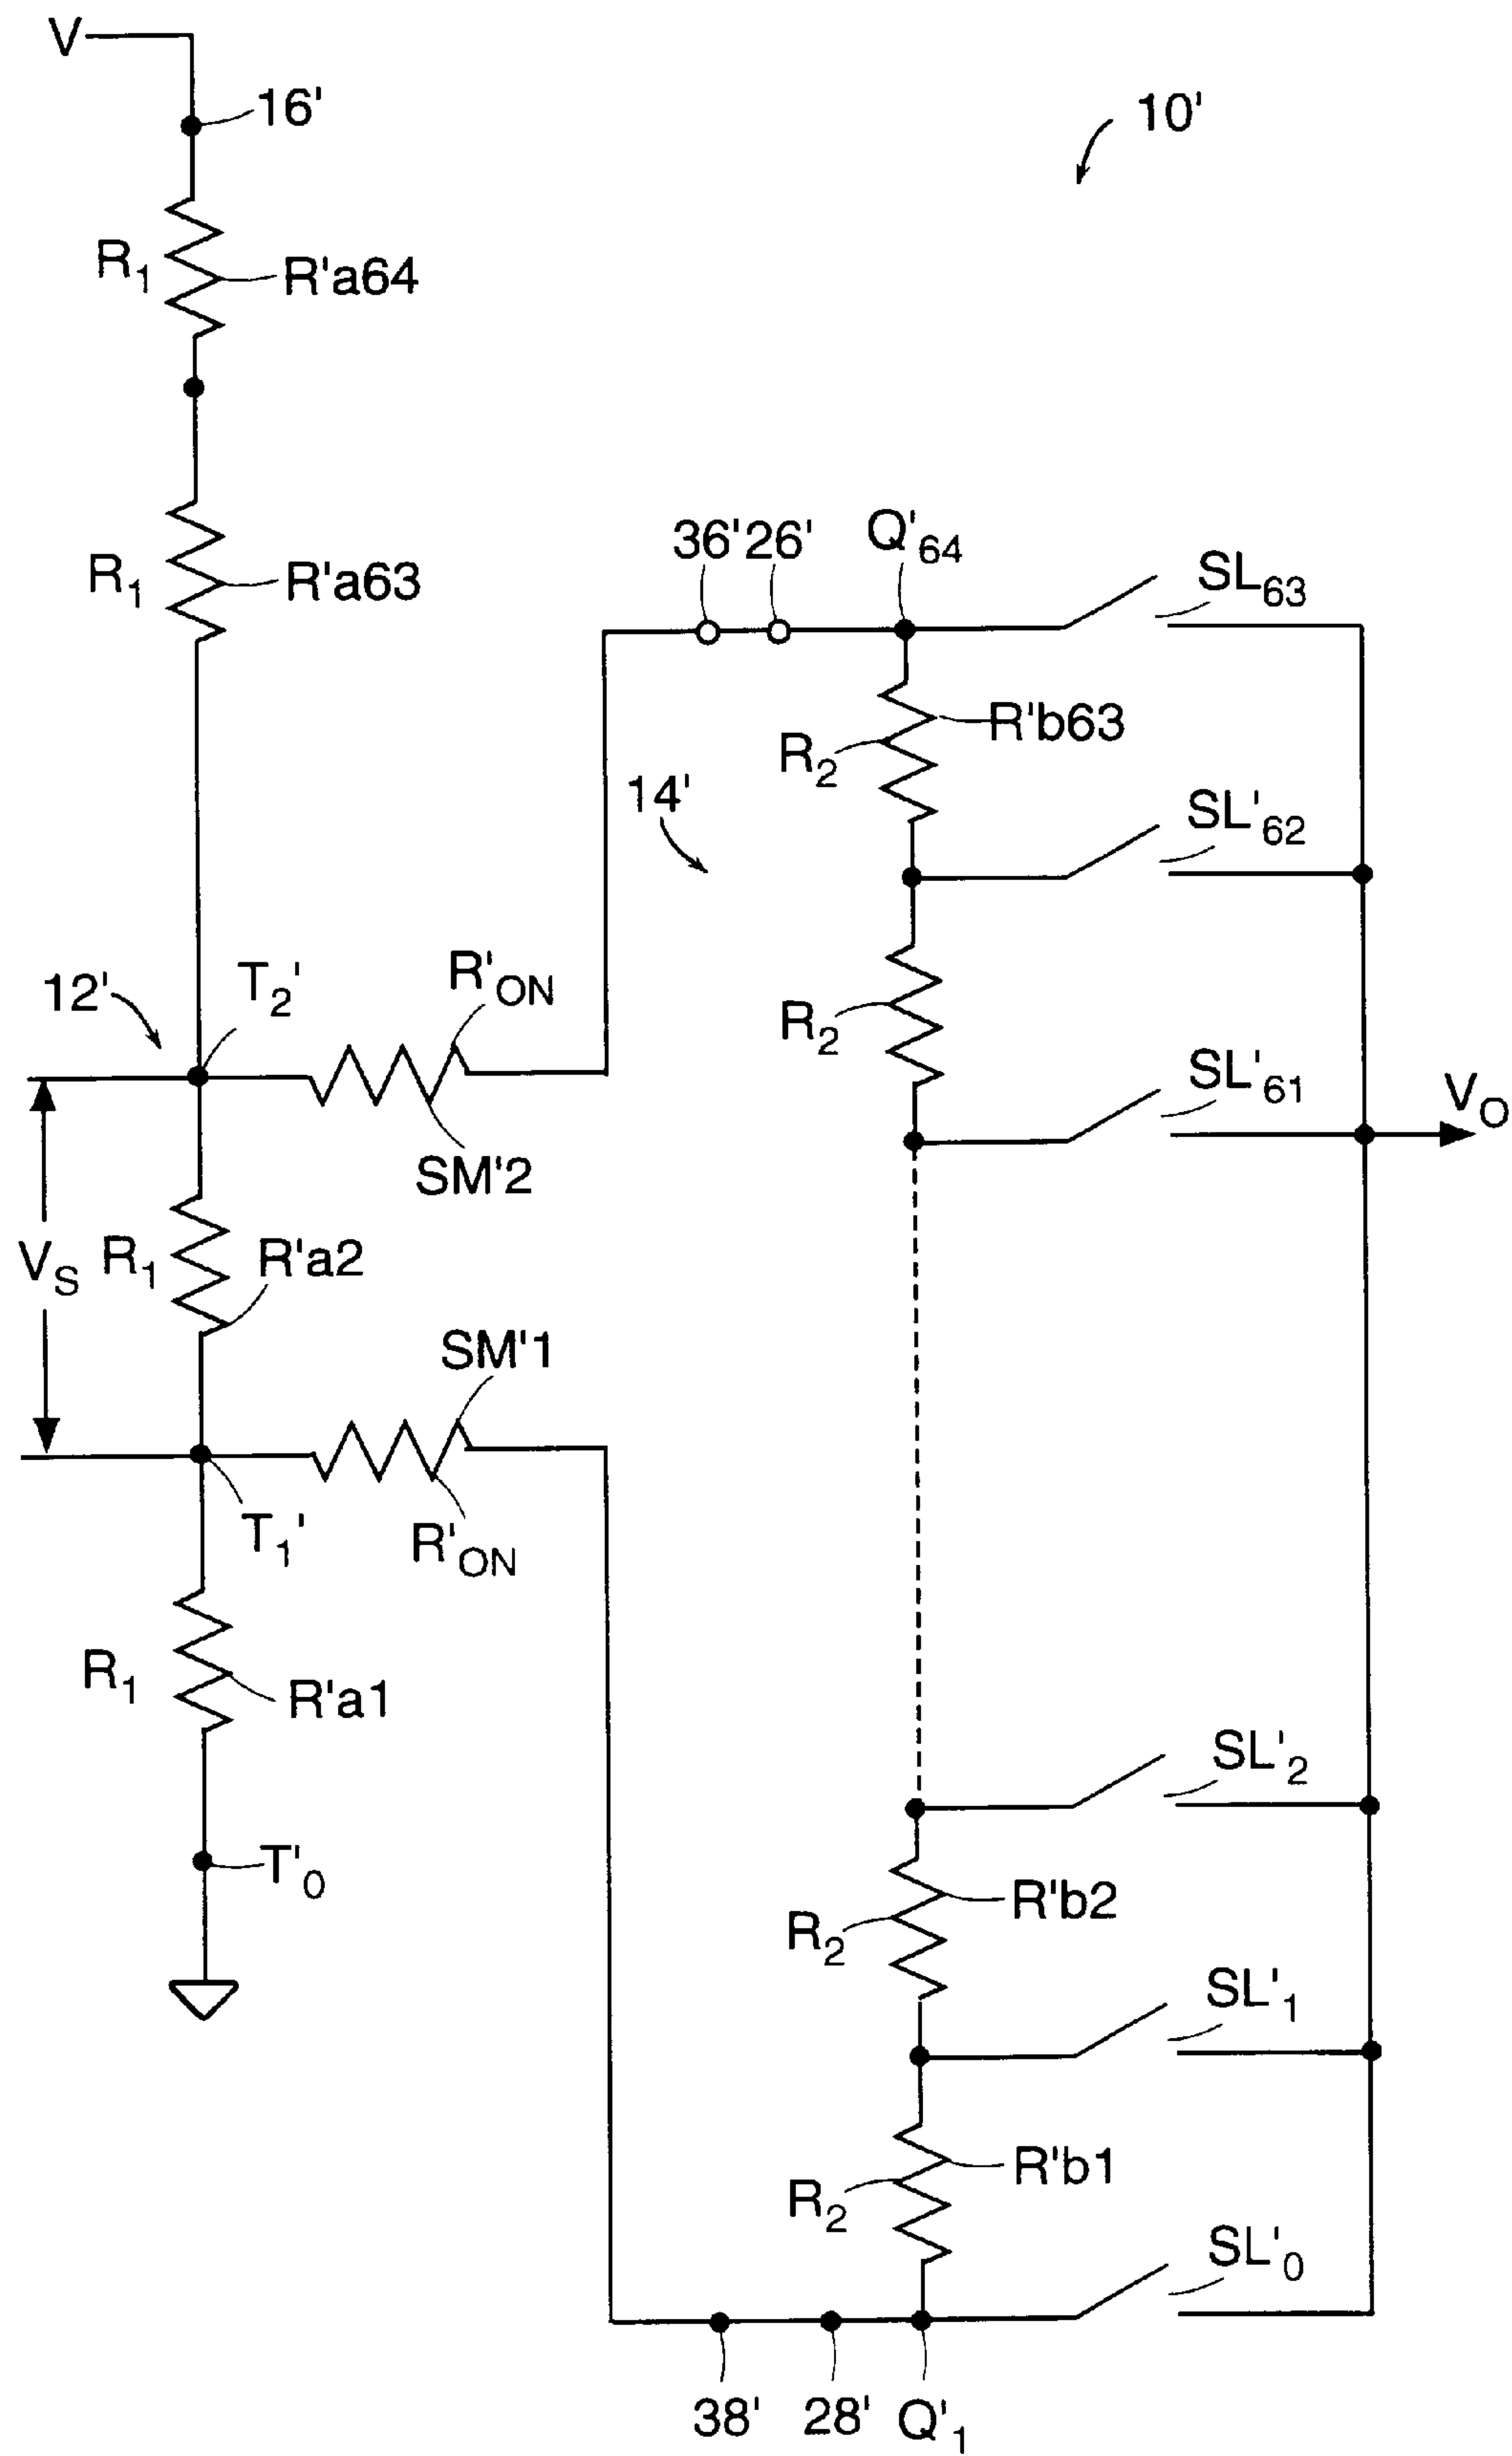 V
16'
10'
R1
R'a64
R1
R'a63
36'
26'
Q'64
SL63
R2
R'b63
14'
SL'62
12'
T2'
R'ON
R2
SL'61
VO
SM'2
VS
R1
R'a2
SM'1
T1'
R'ON
R1
R'a1
SL'2
T'0
R2
R'b2
SL'1
R2
R'b1
SL'0
38'
28'
Q'1